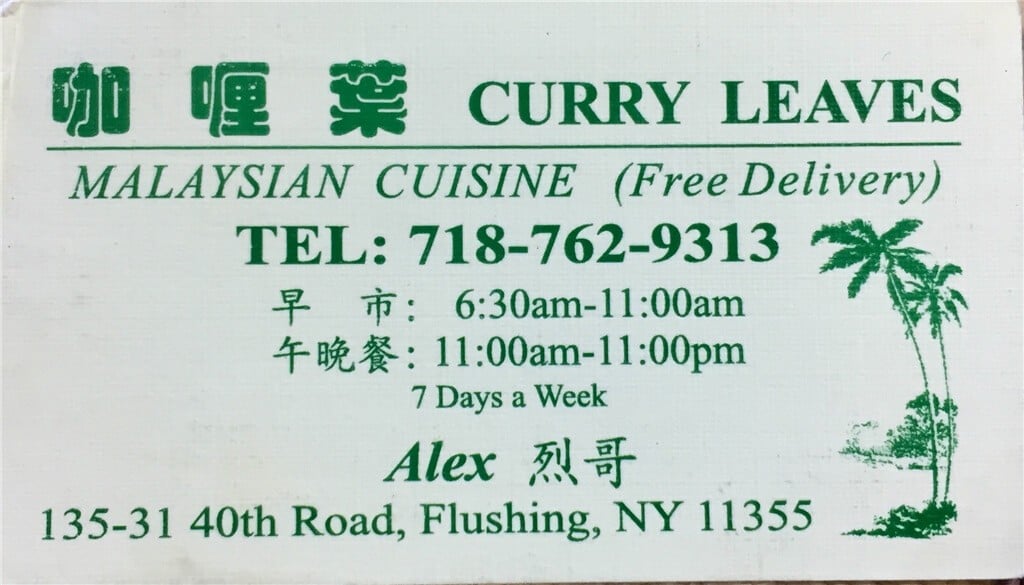 咖喱葉 CURRY LEAVES
MALAYSIAN CUISINE (Free Delivery)
TEL: 718-762-9313
早 市: 6:30am-11:00am
午晚餐: 11:00am-11:00pm
7 Days a Week
Alex 烈哥
135-31 40th Road, Flushing, NY 11355